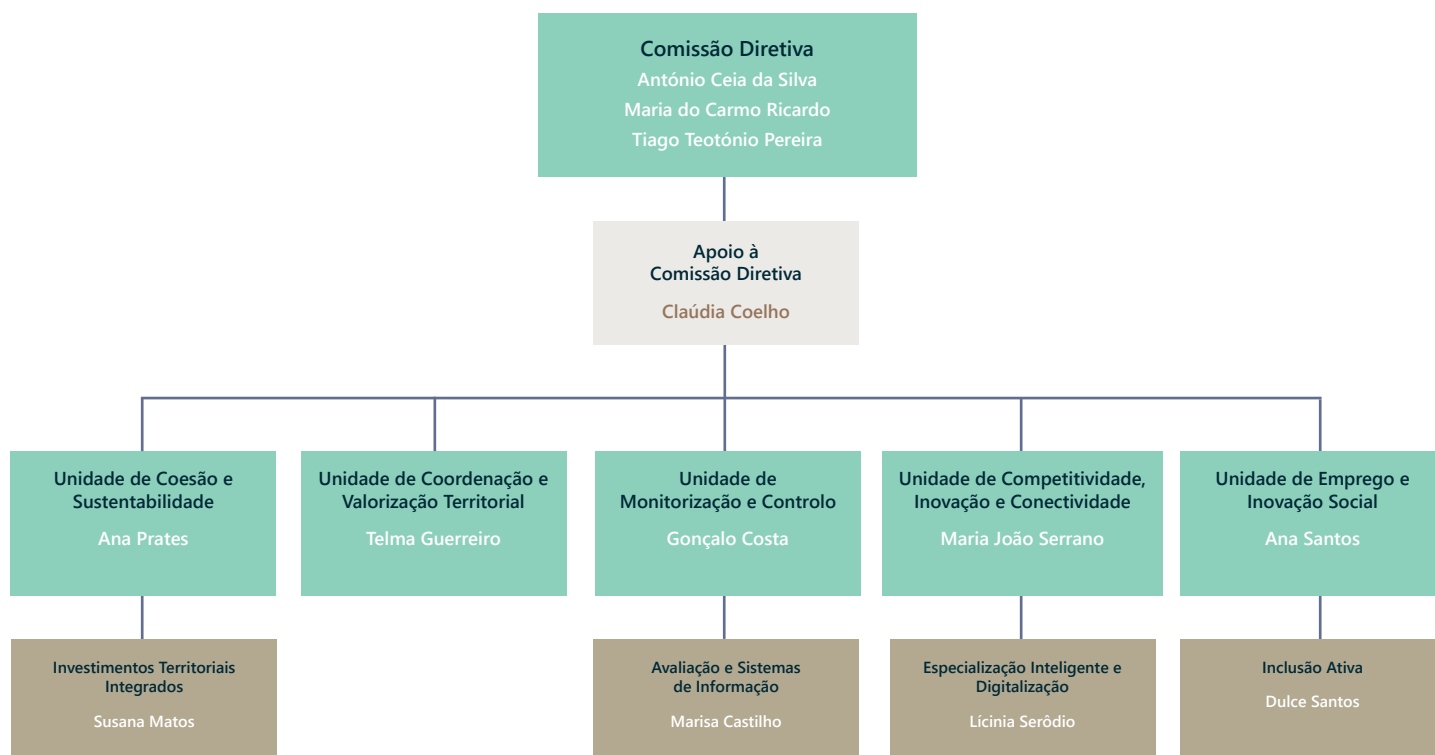 Comissão Diretiva
António Ceia da Silva
Maria do Carmo Ricardo
Tiago Teotónio Pereira
Apoio à
Comissão Diretiva
Claúdia Coelho
Unidade de Coesão e
Sustentabilidade
Ana Prates
Unidade de Coordenação e
Valorização Territorial
Telma Guerreiro
Unidade de
Monitorização e Controlo
Gonçalo Costa
Unidade de Competitividade,
Inovação e Conectividade
Maria João Serrano
Unidade de Emprego e
Inovação Social
Ana Santos
Investimentos Territoriais
Integrados
Susana Matos
Avaliação e Sistemas
de Informação
Marisa Castilho
Especialização Inteligente e
Digitalização
Lícinia Serôdio
Inclusão Ativa
Dulce Santos